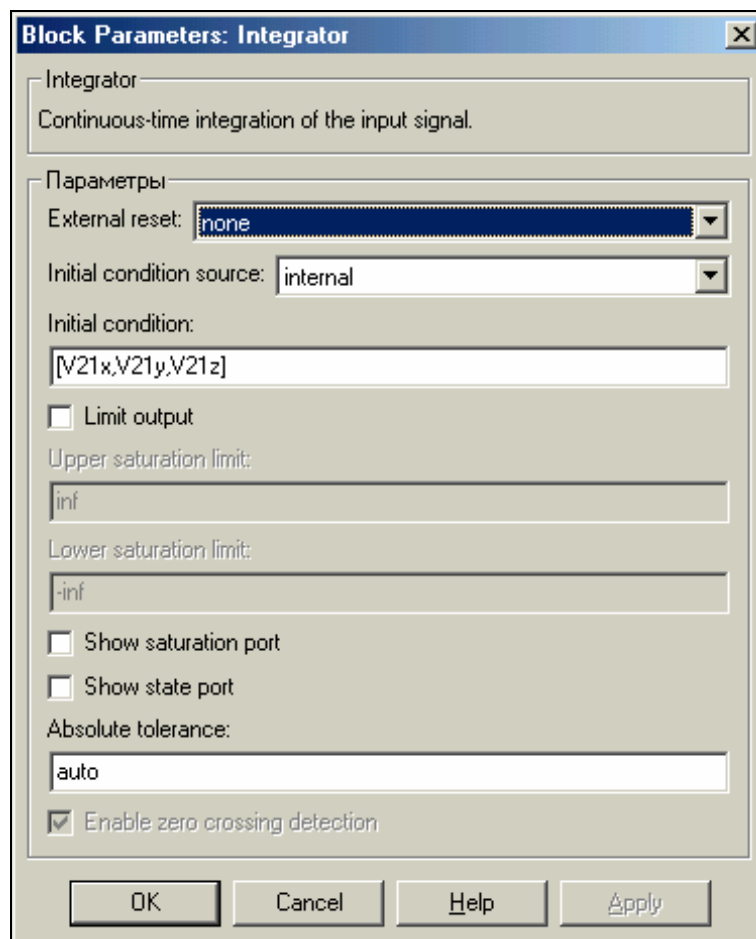 Block Parameters: Integrator
Integrator
Continuous-time integration of the input signal.
Параметры
External reset: none
Initial condition source: internal
Initial condition:
[V21x,V21y,V21z]
Limit output
Upper saturation limit:
inf
Lower saturation limit:
-inf
Show saturation port
Show state port
Absolute tolerance:
auto
Enable zero crossing detection
OK Cancel Help Apply